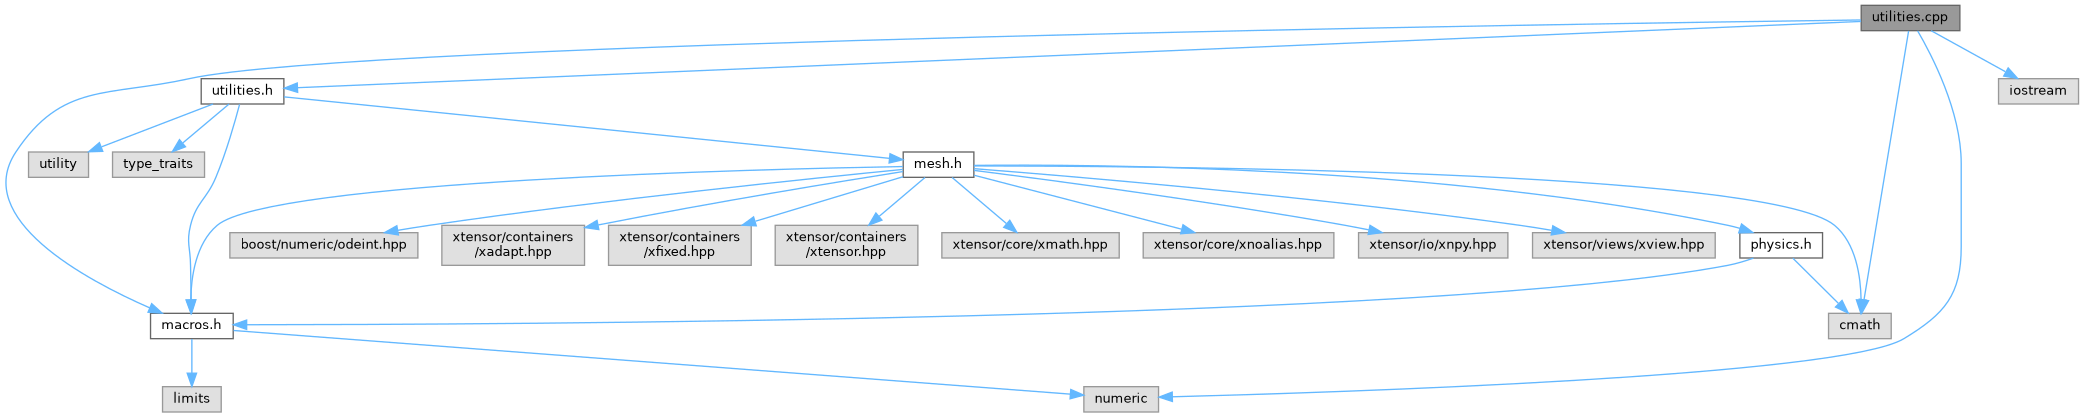 utilities.cpp
utilities.h
iostream
utility
type_traits
mesh.h
boost/numeric/odeint.hpp
xtensor/containers
/xadapt.hpp
xtensor/containers
/xfixed.hpp
xtensor/containers
/xtensor.hpp
xtensor/core/xmath.hpp
xtensor/core/xnoalias.hpp
xtensor/io/xnpy.hpp
xtensor/views/xview.hpp
physics.h
macros.h
cmath
limits
numeric